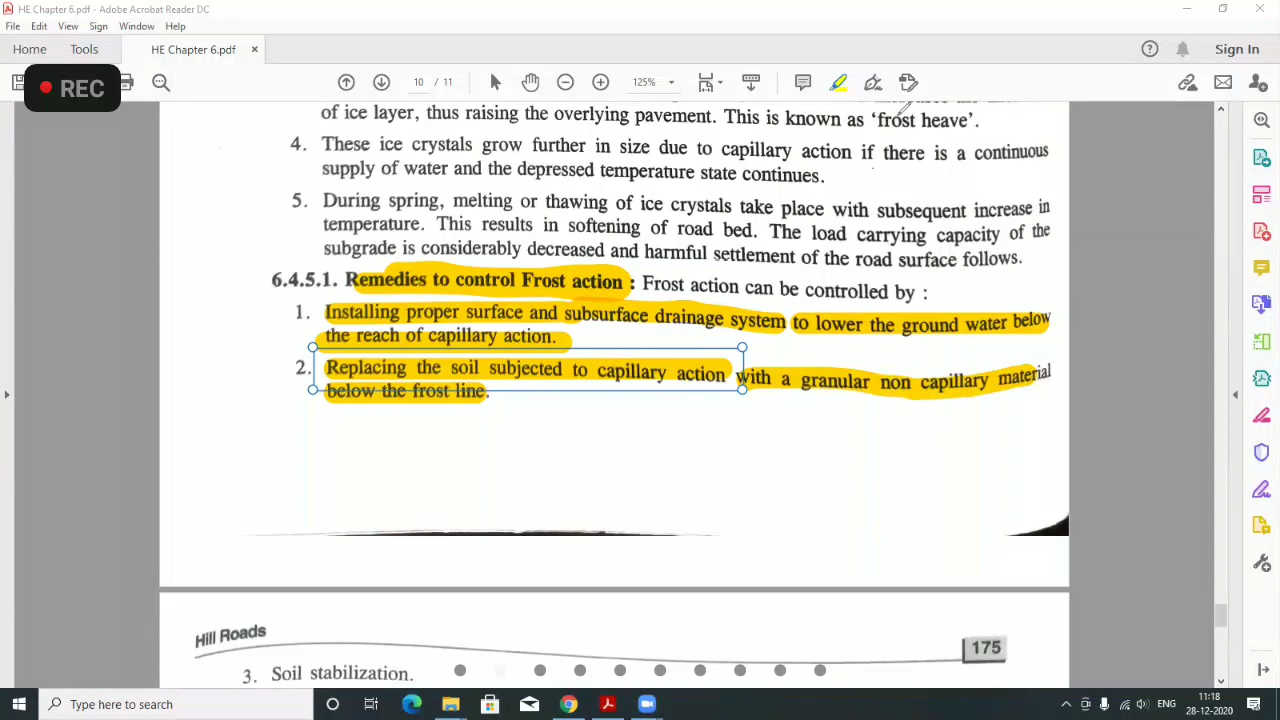 HE Chapter 6.pdf - Adobe Acrobat Reader DC
File Edit View Sign Window Help
Home Tools HE Chapter 6.pdf × Sign In
REC 10 / 11 125%
of ice layer, thus raising the overlying pavement. This is known as ‘frost heave’.
4. These ice crystals grow further in size due to capillary action if there is a continuous
supply of water and the depressed temperature state continues.
5. During spring, melting or thawing of ice crystals take place with subsequent increase in
temperature. This results in softening of road bed. The load carrying capacity of the
subgrade is considerably decreased and harmful settlement of the road surface follows.
6.4.5.1. Remedies to control Frost action : Frost action can be controlled by :
1. Installing proper surface and subsurface drainage system to lower the ground water below
the reach of capillary action.
2. Replacing the soil subjected to capillary action with a granular non capillary material
below the frost line.
Hill Roads 175
3. Soil stabilization.
Type here to search
ENG 11:18
28-12-2020